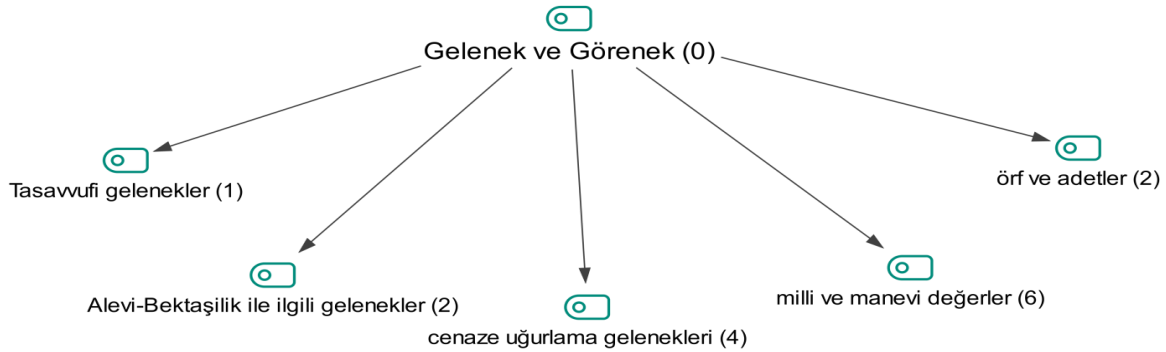 Gelenek ve Görenek (0)
Tasavvufi gelenekler (1)
örf ve adetler (2)
Alevi-Bektaşilik ile ilgili gelenekler (2)
milli ve manevi değerler (6)
cenaze uğurlama gelenekleri (4)